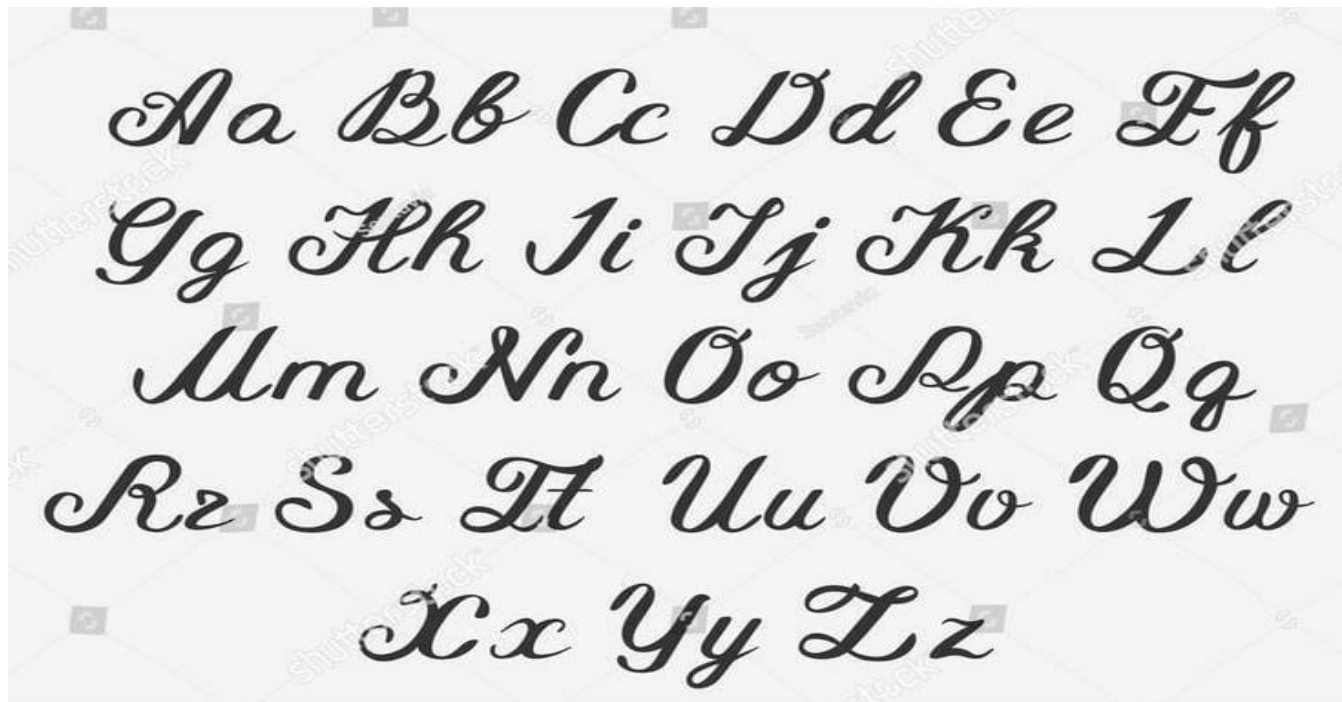 Aa Bb Cc Dd Ee Ff
Gg Hh Ii Jj Kk Ll
Mm Nn Oo Pp Qq
Rr Ss Tt Uu Vv Ww
Xx Yy Zz
shutterstock